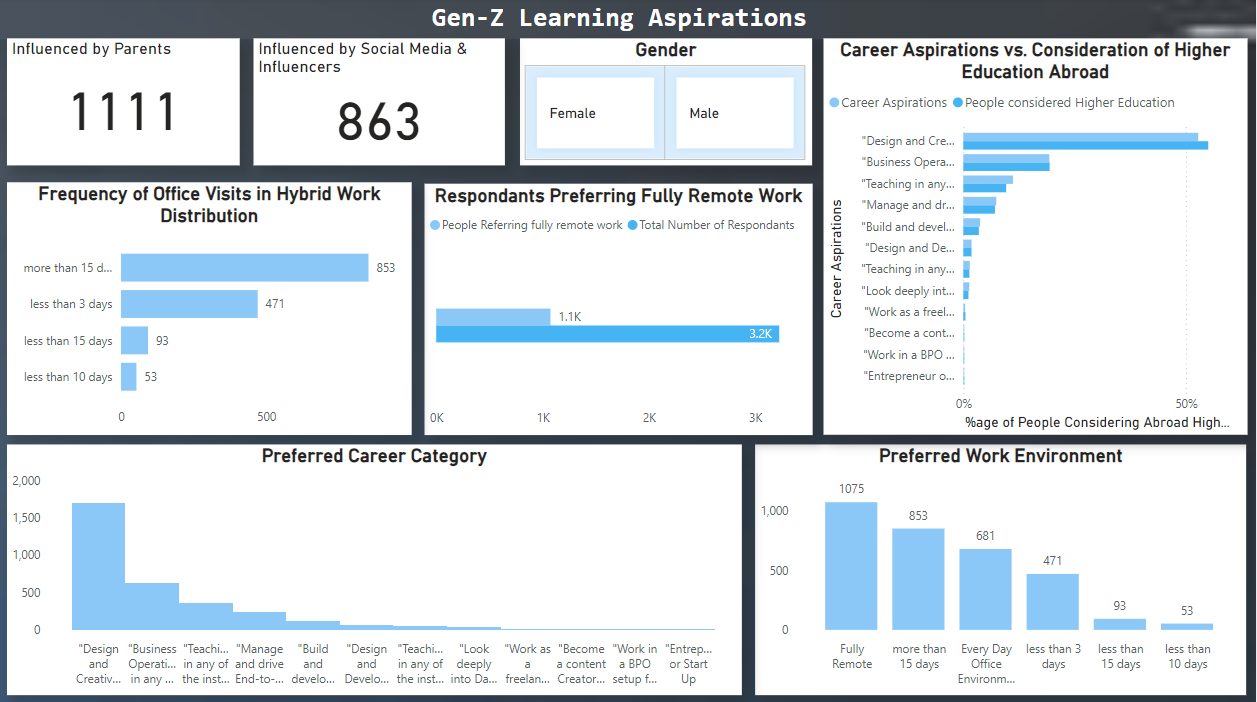 Gen-Z Learning Aspirations
Influenced by Parents
1111
Influenced by Social Media &
Influencers
863
Gender
Female
Male
Career Aspirations vs. Consideration of Higher
Education Abroad
Career Aspirations
People considered Higher Education
Career Aspirations
"Design and Cre...
"Business Opera...
"Teaching in any...
"Manage and dr...
"Build and devel...
"Design and De...
"Teaching in any...
"Look deeply int...
"Work as a freel...
"Become a cont...
"Work in a BPO ...
"Entrepreneur o...
0%
50%
%age of People Considering Abroad High...
Frequency of Office Visits in Hybrid Work
Distribution
more than 15 d...
853
less than 3 days
471
less than 15 days
93
less than 10 days
53
0
500
Respondants Preferring Fully Remote Work
People Referring fully remote work
Total Number of Respondants
1.1K
3.2K
0K
1K
2K
3K
Preferred Career Category
2,000
1,500
1,000
500
0
"Design
and
Creativ...
"Business
Operati...
in any ...
"Teachi...
in any of
the inst...
"Manage
and drive
End-to-...
"Build
and
develo...
"Design
and
Develo...
"Teachi...
in any of
the inst...
"Look
deeply
into Da...
"Work as
a
freelan...
"Become
a content
Creator...
"Work in
a BPO
setup f...
"Entrep...
or Start
Up
Preferred Work Environment
1,000
500
0
1075
853
681
471
93
53
Fully
Remote
more than
15 days
Every Day
Office
Environm...
less than 3
days
less than
15 days
less than
10 days